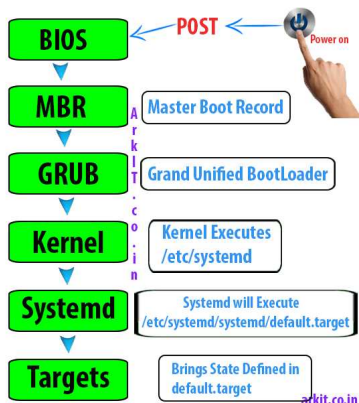 POST
Power on
BIOS
MBR
Master Boot Record
GRUB
Grand Unified BootLoader
Kernel
Kernel Executes
/etc/systemd
Systemd
Systemd will Execute
/etc/systemd/systemd/default.target
Targets
Brings State Defined in
default.target
ArkIT.co.in
arkit.co.in